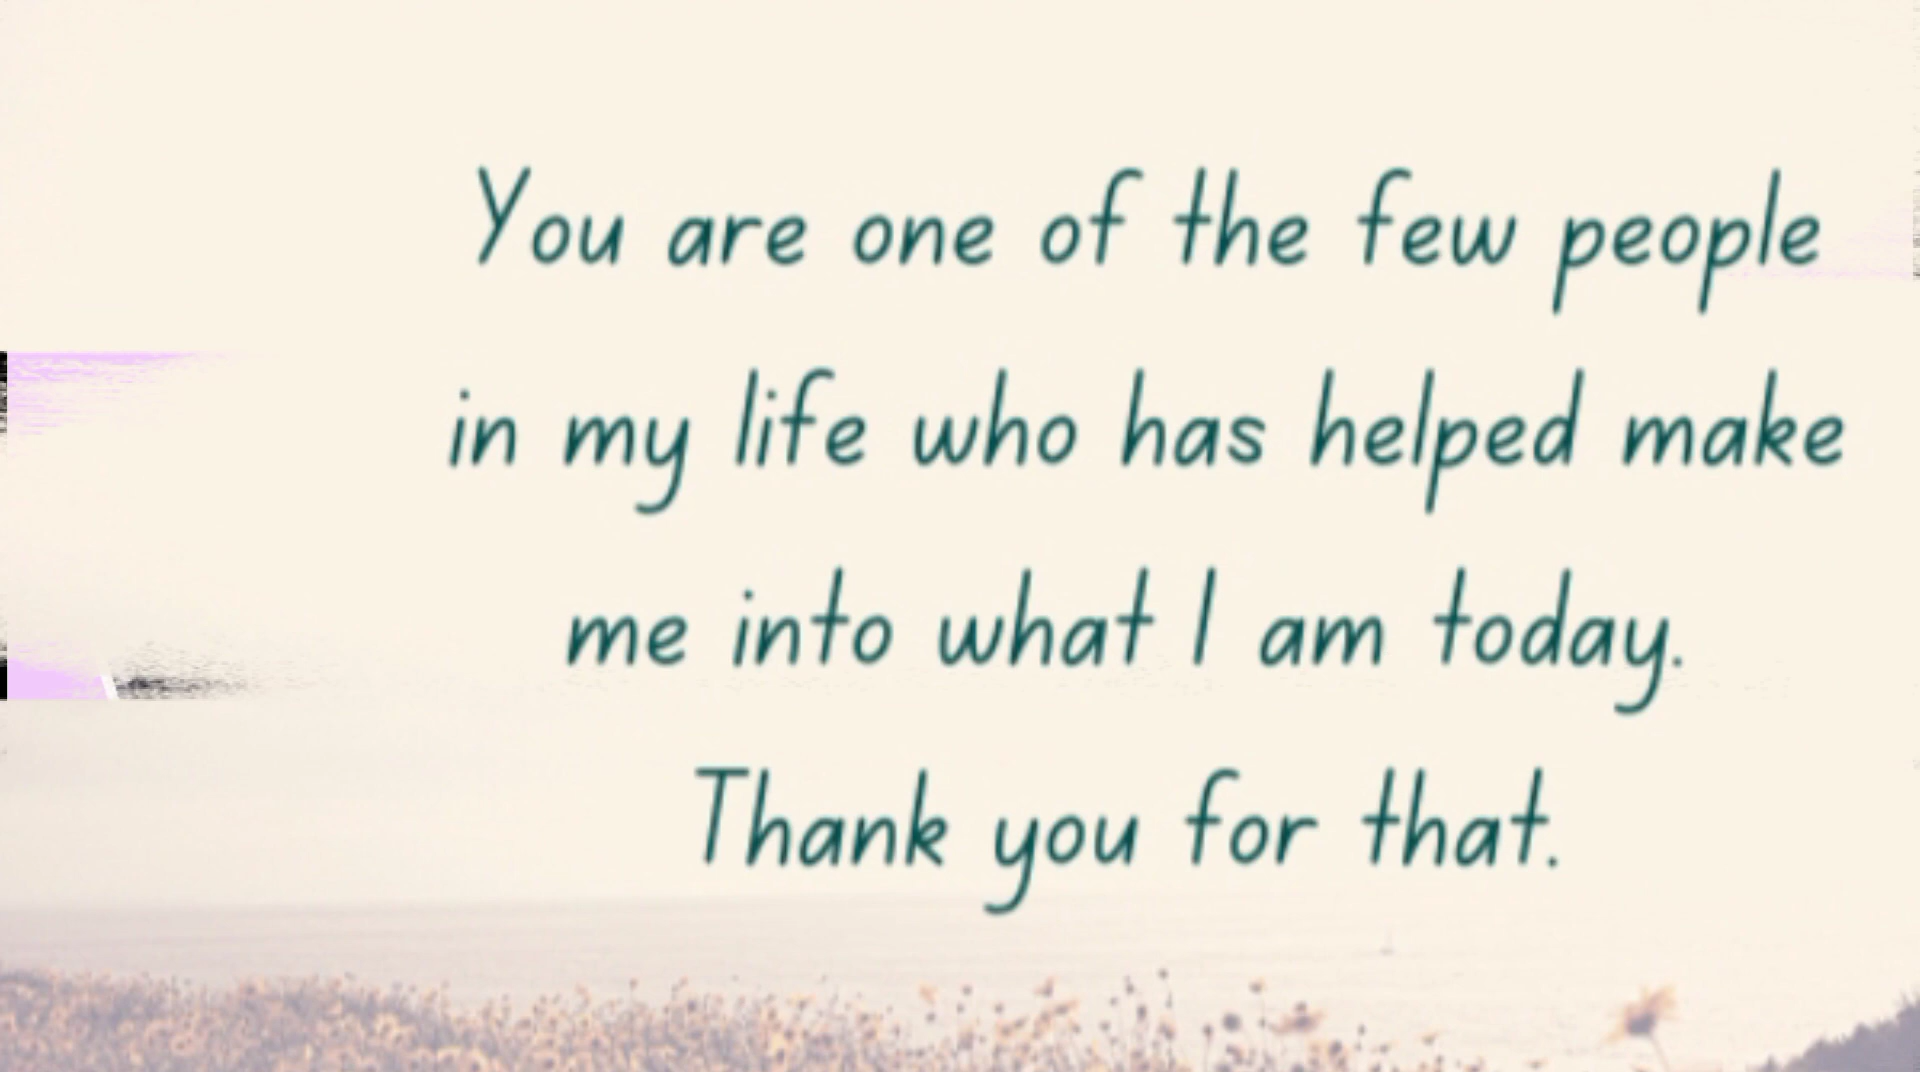 You are one of the few people
in my life who has helped make
me into what I am today.
Thank you for that.